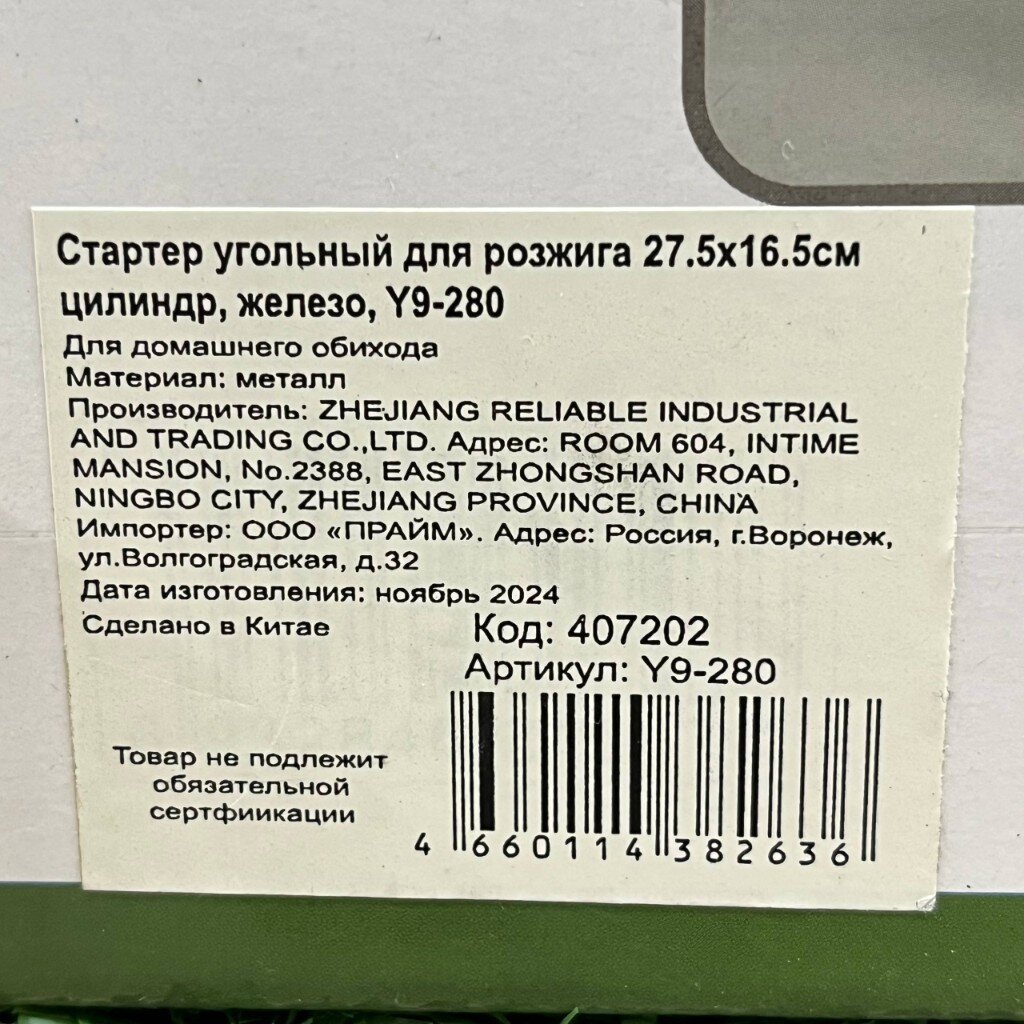 Стартер угольный для розжига 27.5х16.5см
цилиндр, железо, Y9-280
Для домашнего обихода
Материал: металл
Производитель: ZHEJIANG RELIABLE INDUSTRIAL
AND TRADING CO.,LTD. Адрес: ROOM 604, INTIME
MANSION, No.2388, EAST ZHONGSHAN ROAD,
NINGBO CITY, ZHEJIANG PROVINCE, CHINA
Импортер: ООО «ПРАЙМ». Адрес: Россия, г.Воронеж,
ул.Волгоградская, д.32
Дата изготовления: ноябрь 2024
Сделано в Китае
Код: 407202
Артикул: Y9-280
Товар не подлежит
обязательной
сертфиикации
4 660114 382636